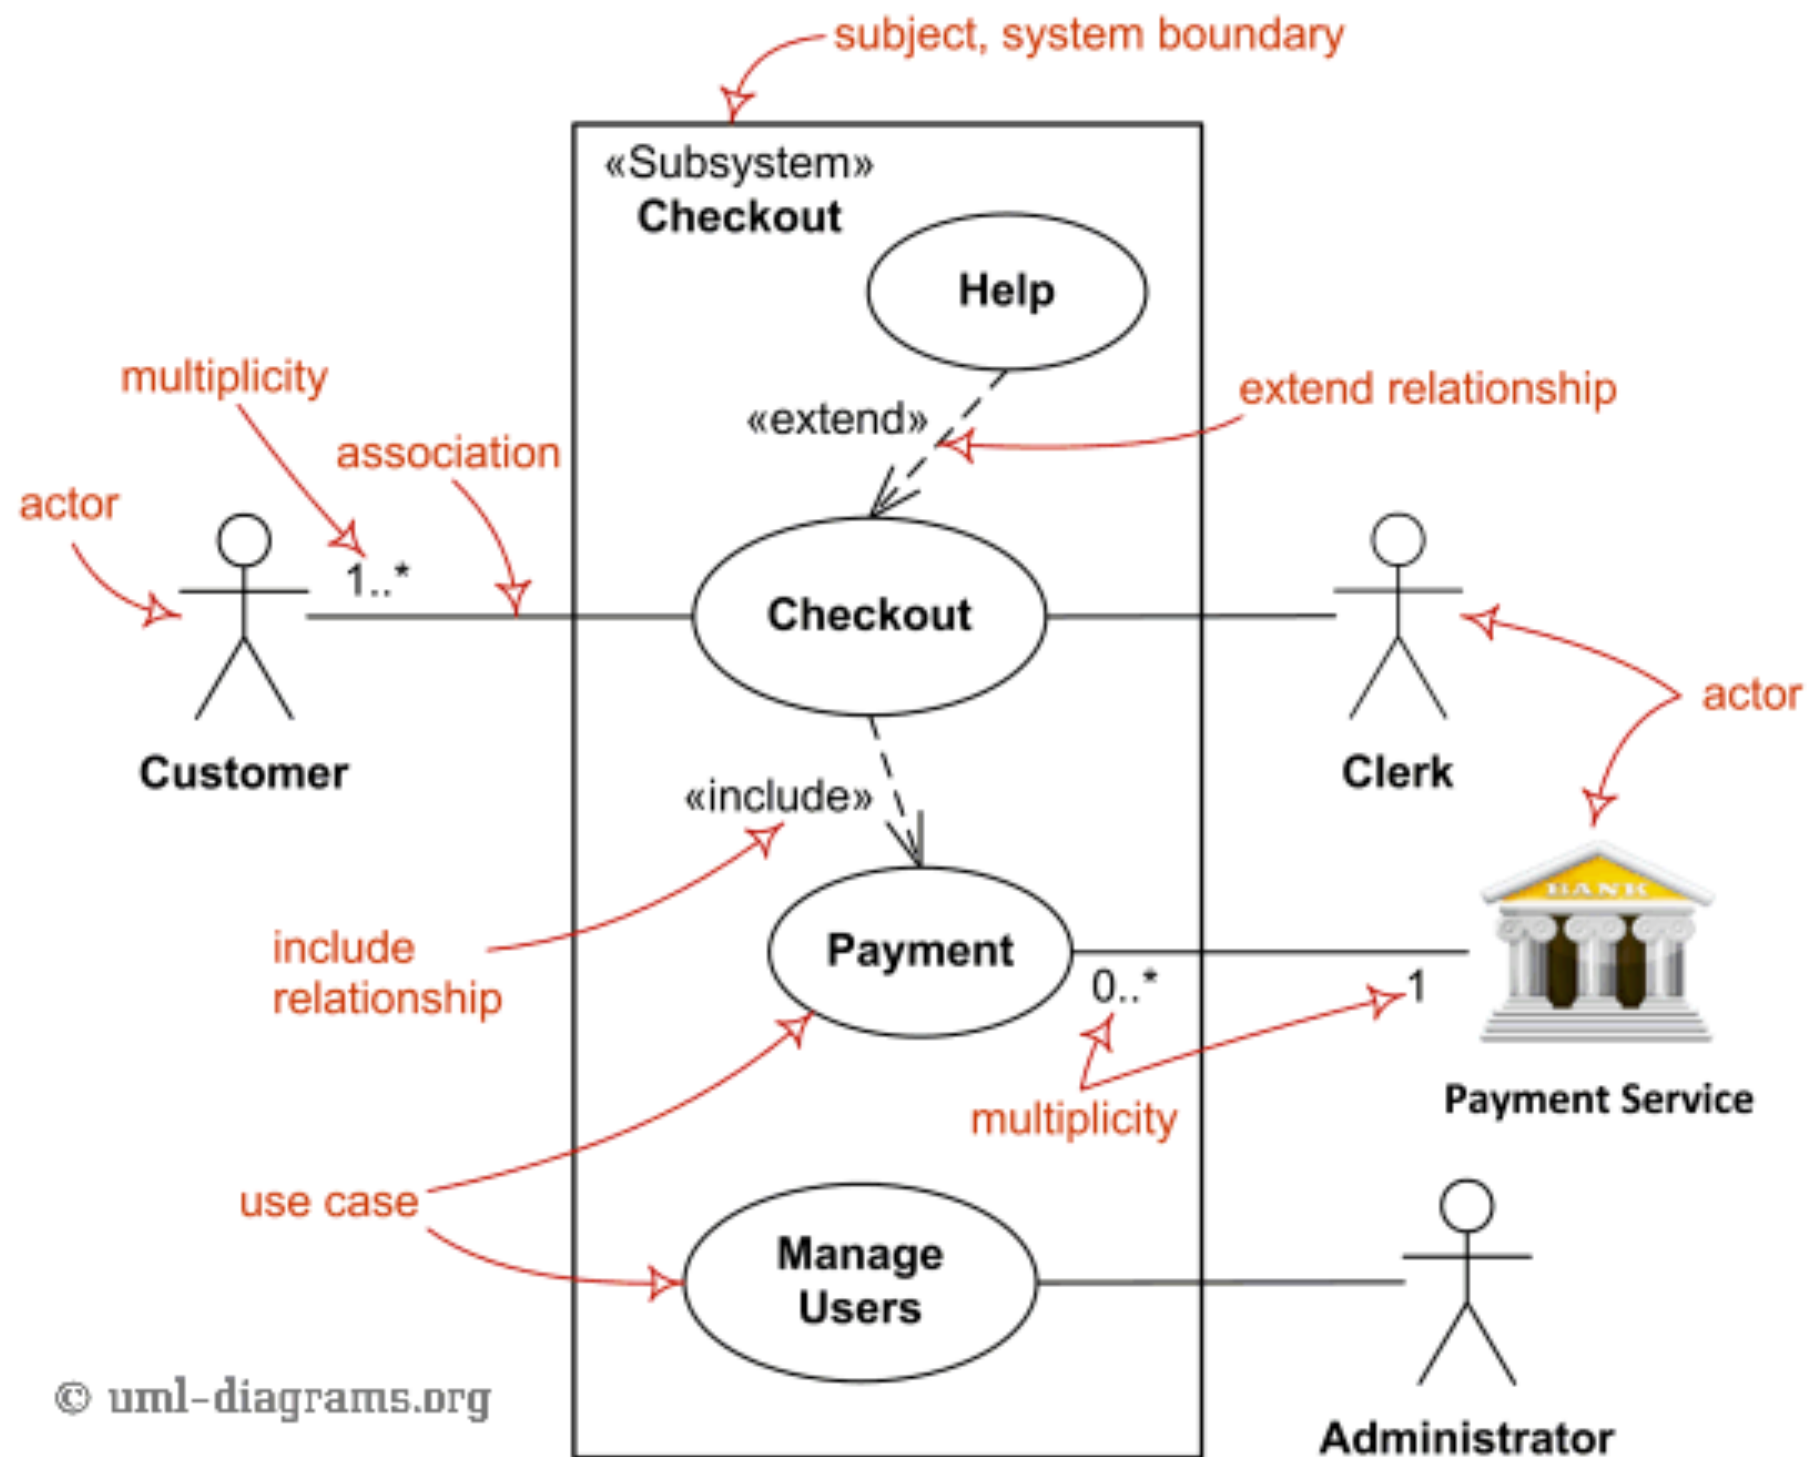 subject, system boundary
«Subsystem»
Checkout
Help
multiplicity
«extend»
extend relationship
association
actor
1..*
Checkout
actor
Customer
Clerk
«include»
BANK
include
relationship
Payment
0..*
1
Payment Service
multiplicity
use case
Manage
Users
© uml-diagrams.org
Administrator